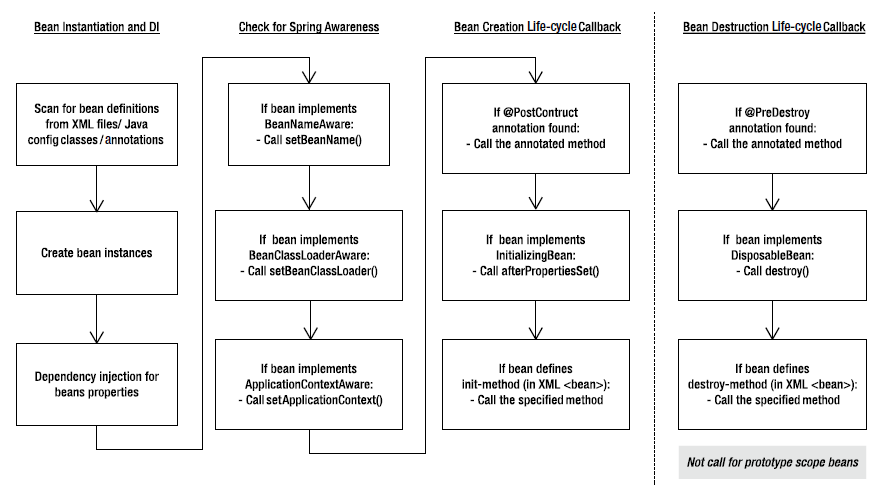 Bean Instantiation and DI
Scan for bean definitions
from XML files/ Java
config classes/annotations
Create bean instances
Dependency injection for
beans properties
Check for Spring Awareness
If bean implements
BeanNameAware:
- Call setBeanName()
If bean implements
BeanClassLoaderAware:
- Call setBeanClassLoader()
If bean implements
ApplicationContextAware:
- Call setApplicationContext()
Bean Creation Life-cycle Callback
If @PostContruct
annotation found:
- Call the annotated method
If bean implements
InitializingBean:
- Call afterPropertiesSet()
If bean defines
init-method (in XML <bean>):
- Call the specified method
Bean Destruction Life-cycle Callback
If @PreDestroy
annotation found:
- Call the annotated method
If bean implements
DisposableBean:
- Call destroy()
If bean defines
destroy-method (in XML <bean>):
- Call the specified method
Not call for prototype scope beans